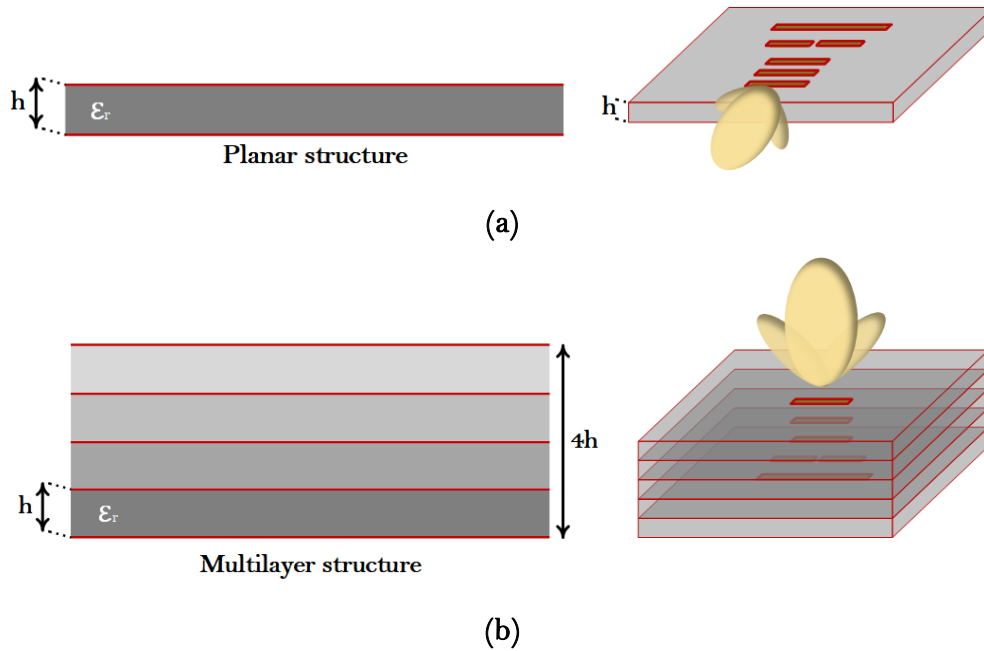 h
εr
h
Planar structure
(a)
4h
h
εr
Multilayer structure
(b)